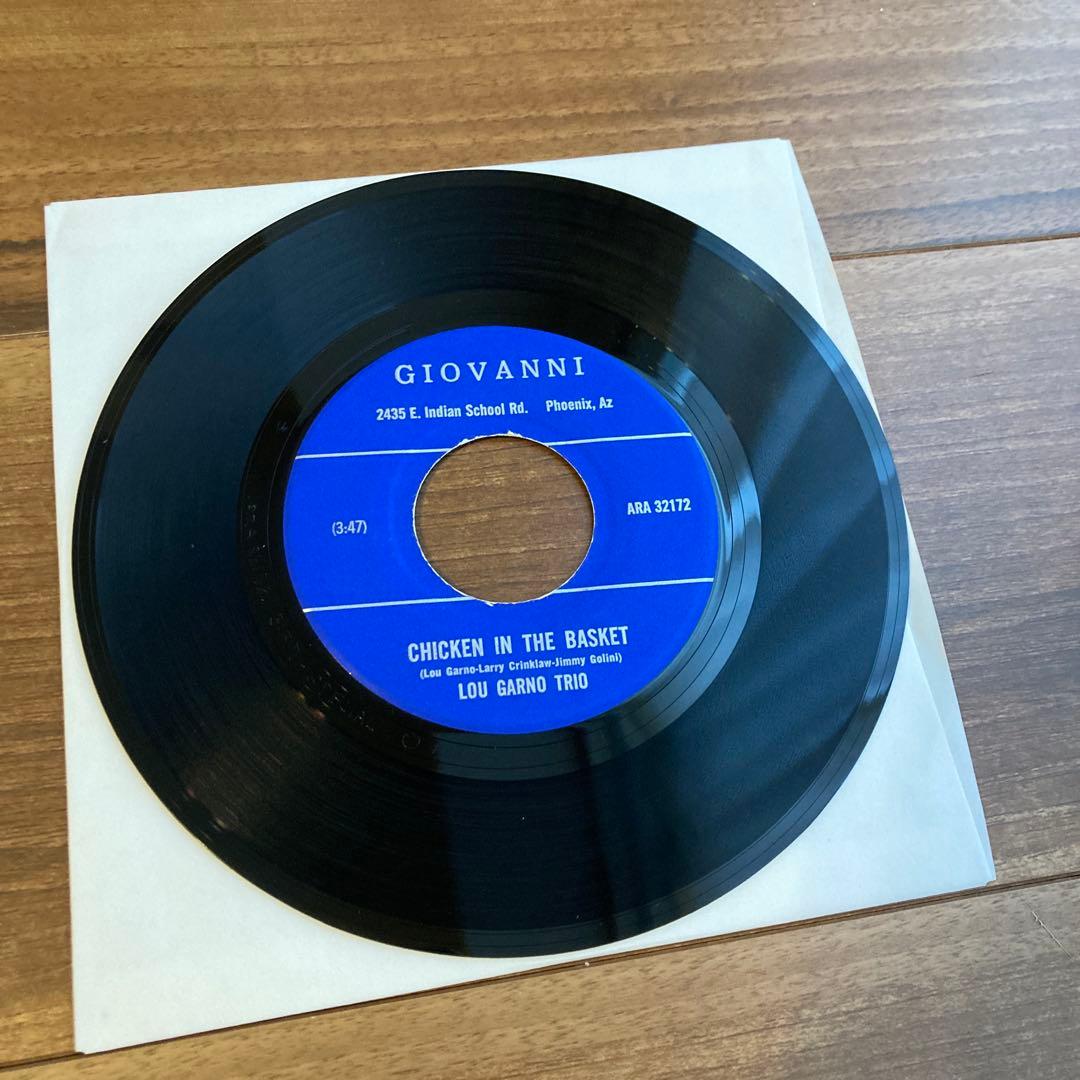 GIOVANNI
2435 E. Indian School Rd. Phoenix, Az
(3:47)
ARA 32172
CHICKEN IN THE BASKET
(Lou Garno-Larry Crinklaw-Jimmy Golini)
LOU GARNO TRIO